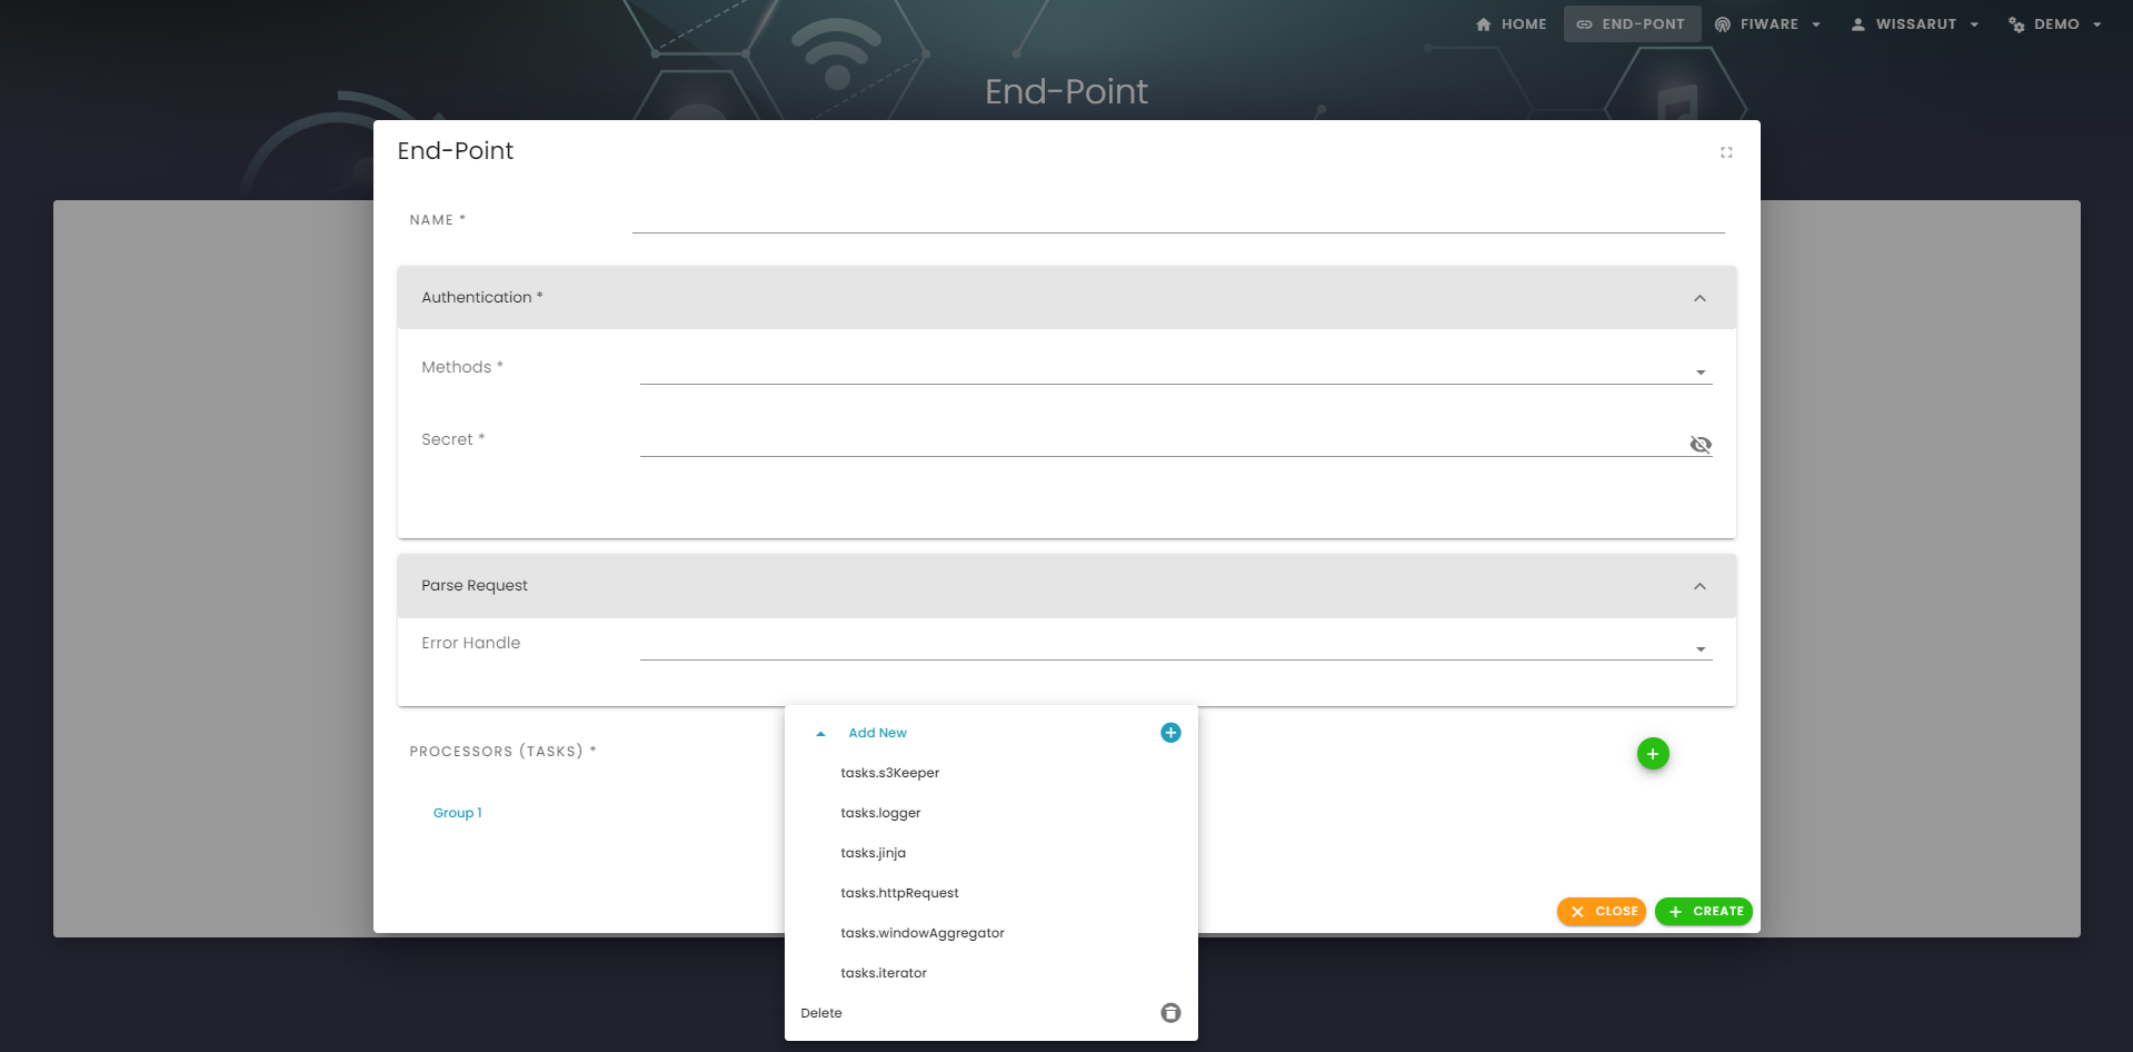 HOME
END-PONT
FIWARE
WISSARUT
DEMO
End-Point
End-Point
NAME *
Authentication *
Methods *
Secret *
Parse Request
Error Handle
PROCESSORS (TASKS) *
Group 1
Add New
tasks.s3Keeper
tasks.logger
tasks.jinja
tasks.httpRequest
tasks.windowAggregator
tasks.iterator
Delete
CLOSE
CREATE